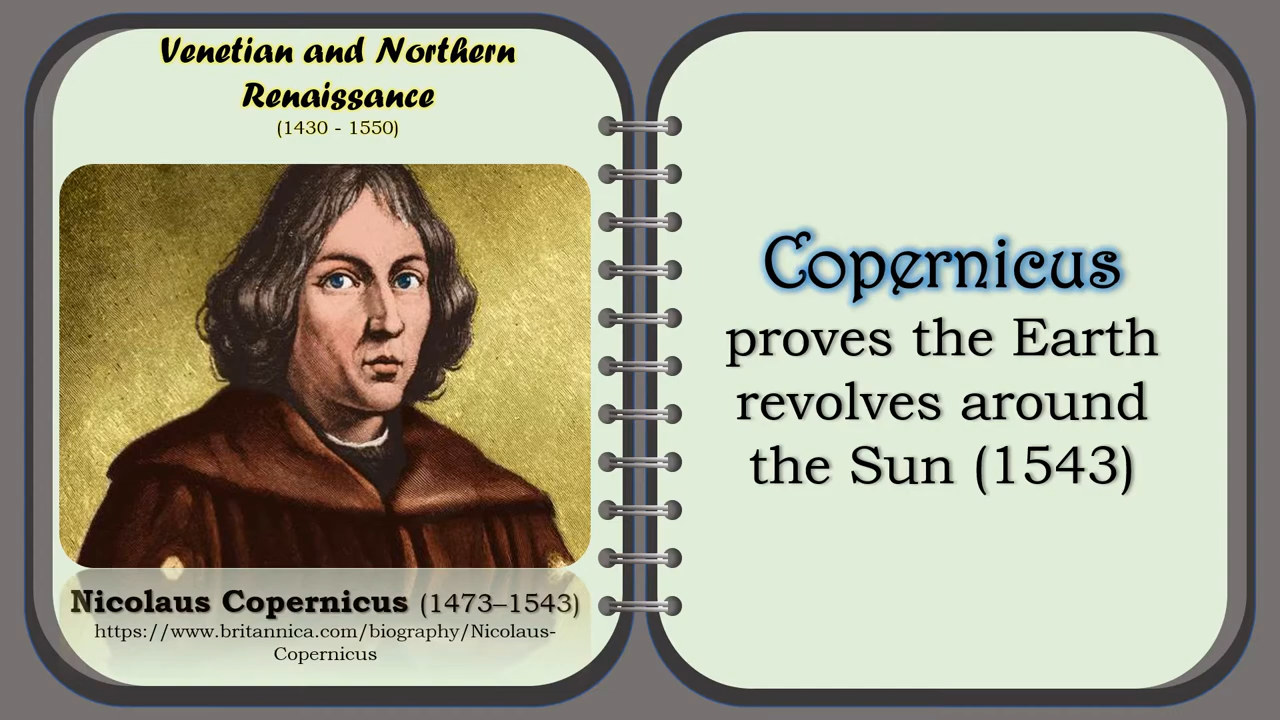 Venetian and Northern
Renaissance
(1430 - 1550)
Nicolaus Copernicus (1473–1543)
https://www.britannica.com/biography/Nicolaus-
Copernicus
Copernicus
proves the Earth
revolves around
the Sun (1543)